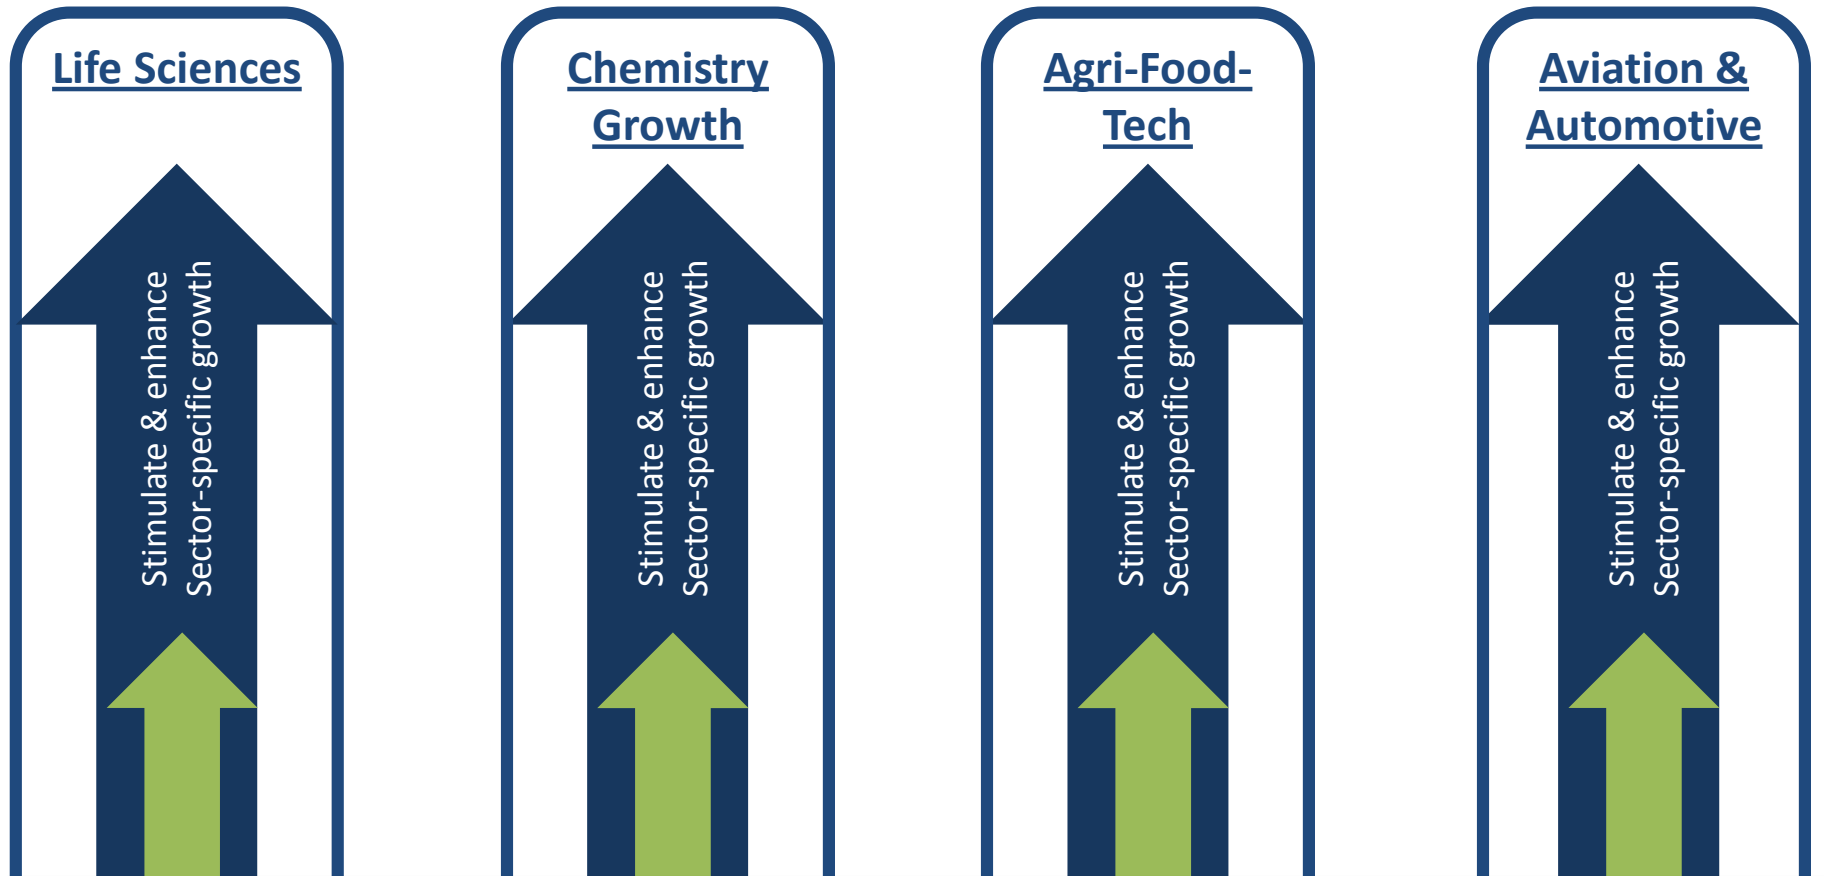 Life Sciences
Stimulate & enhance
Sector-specific growth
Chemistry
Growth
Stimulate & enhance
Sector-specific growth
Agri-Food-
Tech
Stimulate & enhance
Sector-specific growth
Aviation &
Automotive
Stimulate & enhance
Sector-specific growth